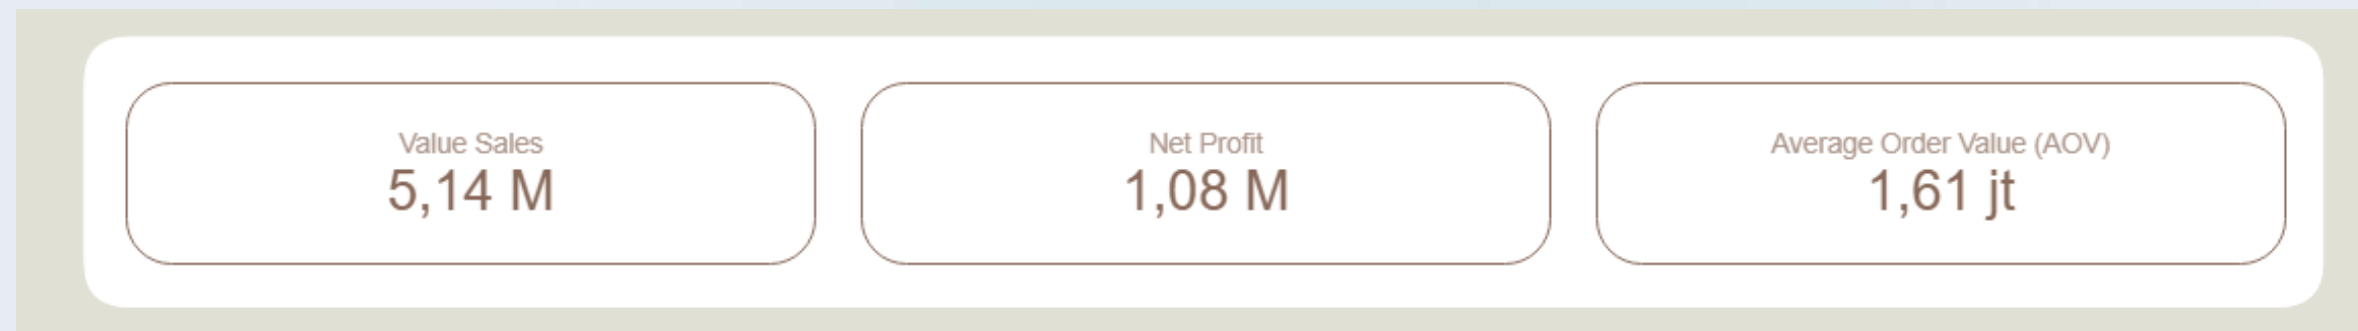 Value Sales
5,14 M
Net Profit
1,08 M
Average Order Value (AOV)
1,61 jt